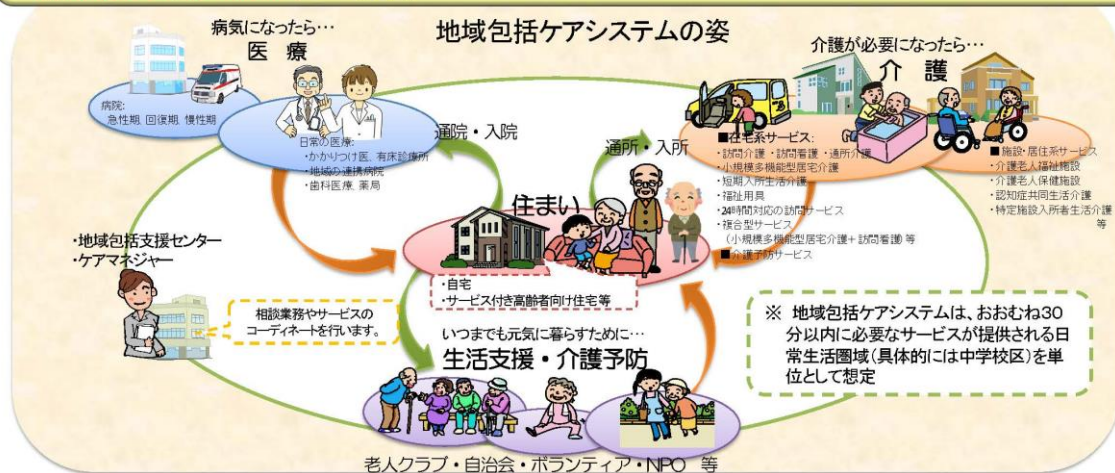 地域包括ケアシステムの姿
病気になったら…
医療
病院:
急性期、回復期、慢性期
日常の医療:
・かかりつけ医、有床診療所
・地域の連携病院
・歯科医療、薬局
通院・入院
通所・入所
介護が必要になったら…
介護
■在宅系サービス:
・訪問介護・訪問看護・通所介護
・小規模多機能型居宅介護
・短期入所生活介護
・福祉用具
・24時間対応の訪問サービス
・複合型サービス
(小規模多機能型居宅介護+訪問看護)等
■介護予防サービス
■施設・居住系サービス
・介護老人福祉施設
・介護老人保健施設
・認知症共同生活介護
・特定施設入所者生活介護
等
住まい
・自宅
・サービス付き高齢者向け住宅等
・地域包括支援センター
・ケアマネジャー
相談業務やサービスの
コーディネートを行います。
いつまでも元気に暮らすために…
生活支援・介護予防
老人クラブ・自治会・ボランティア・NPO 等
※ 地域包括ケアシステムは、おおむね30
分以内に必要なサービスが提供される日
常生活圏域(具体的には中学校区)を単
位として想定